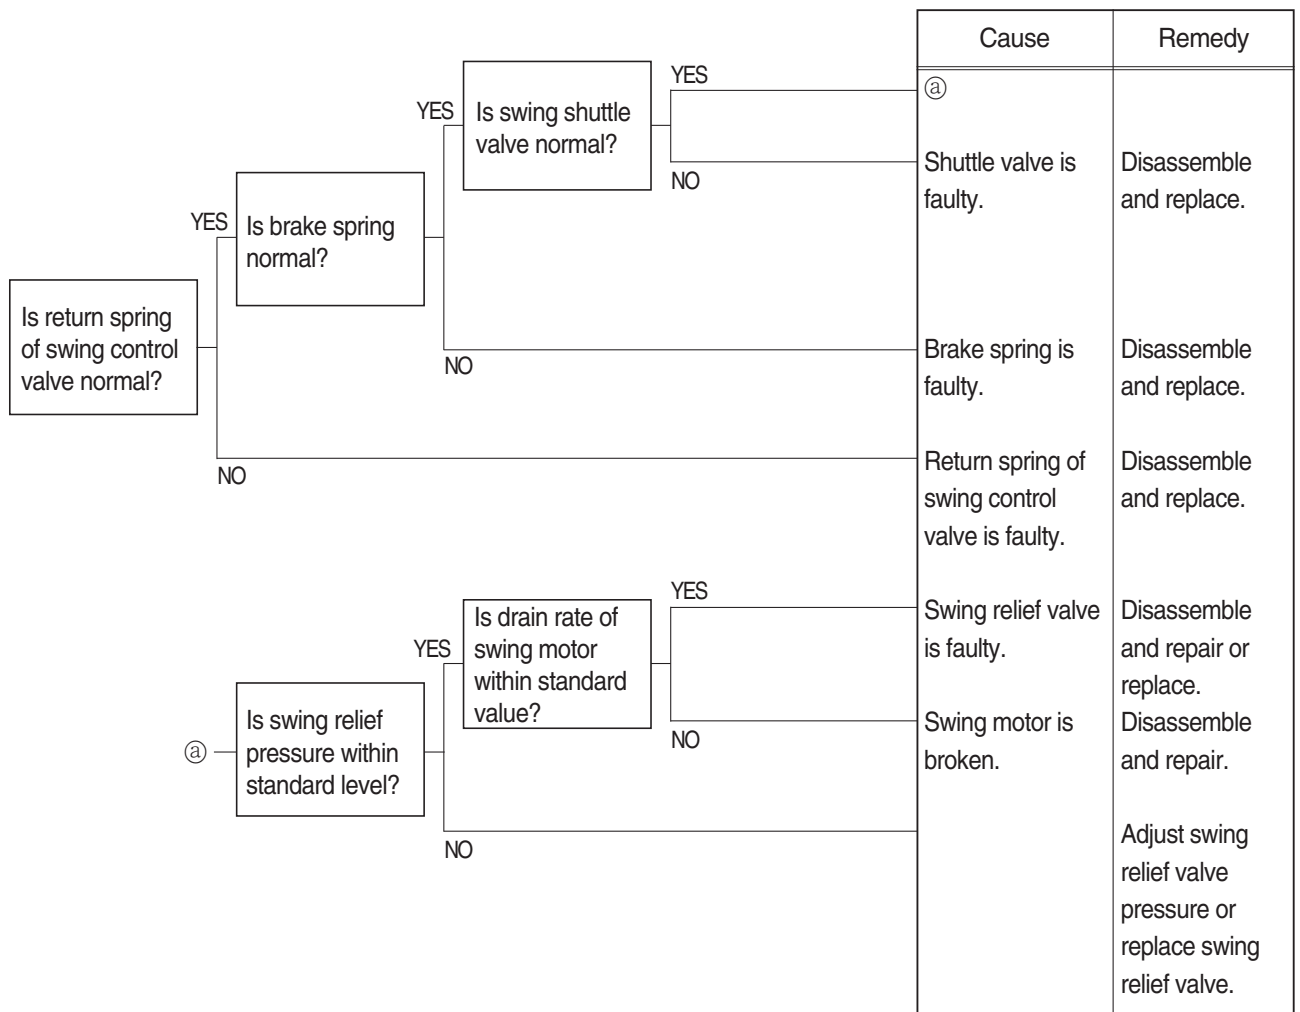 Cause
Remedy
YES
ⓐ
YES
Is swing shuttle
valve normal?
NO
Shuttle valve is
faulty.
Disassemble
and replace.
YES
Is brake spring
normal?
Is return spring
of swing control
valve normal?
NO
Brake spring is
faulty.
Disassemble
and replace.
NO
Return spring of
swing control
valve is faulty.
Disassemble
and replace.
YES
Swing relief valve
is faulty.
Disassemble
and repair or
replace.
YES
Is drain rate of
swing motor
within standard
value?
NO
Swing motor is
broken.
Disassemble
and repair.
ⓐ
Is swing relief
pressure within
standard level?
NO
Adjust swing
relief valve
pressure or
replace swing
relief valve.